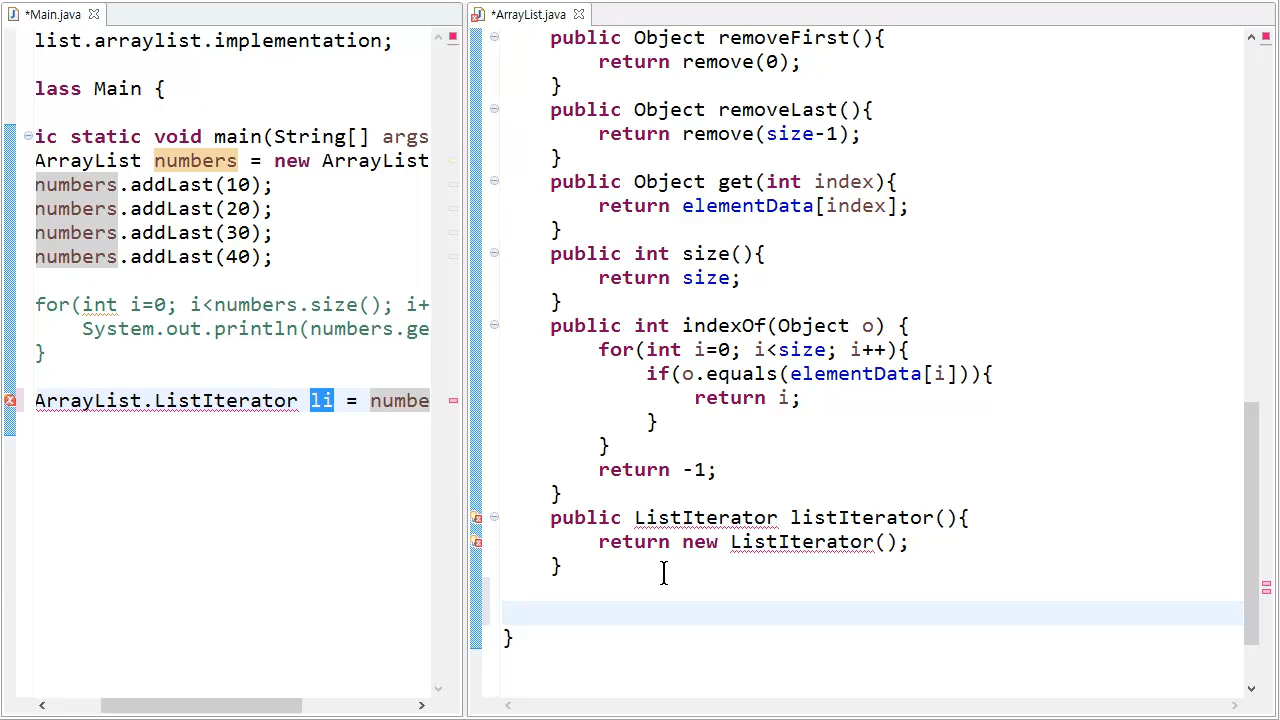 *Main.java
list.arraylist.implementation;
lass Main {
ic static void main(String[] args
ArrayList numbers = new ArrayList
numbers.addLast(10);
numbers.addLast(20);
numbers.addLast(30);
numbers.addLast(40);
for(int i=0; i<numbers.size(); i+
System.out.println(numbers.ge
}
ArrayList.ListIterator li = numbe
*ArrayList.java
public Object removeFirst(){
return remove(0);
}
public Object removeLast(){
return remove(size-1);
}
public Object get(int index){
return elementData[index];
}
public int size(){
return size;
}
public int indexOf(Object o) {
for(int i=0; i<size; i++){
if(o.equals(elementData[i])){
return i;
}
}
return -1;
}
public ListIterator listIterator(){
return new ListIterator();
}
}